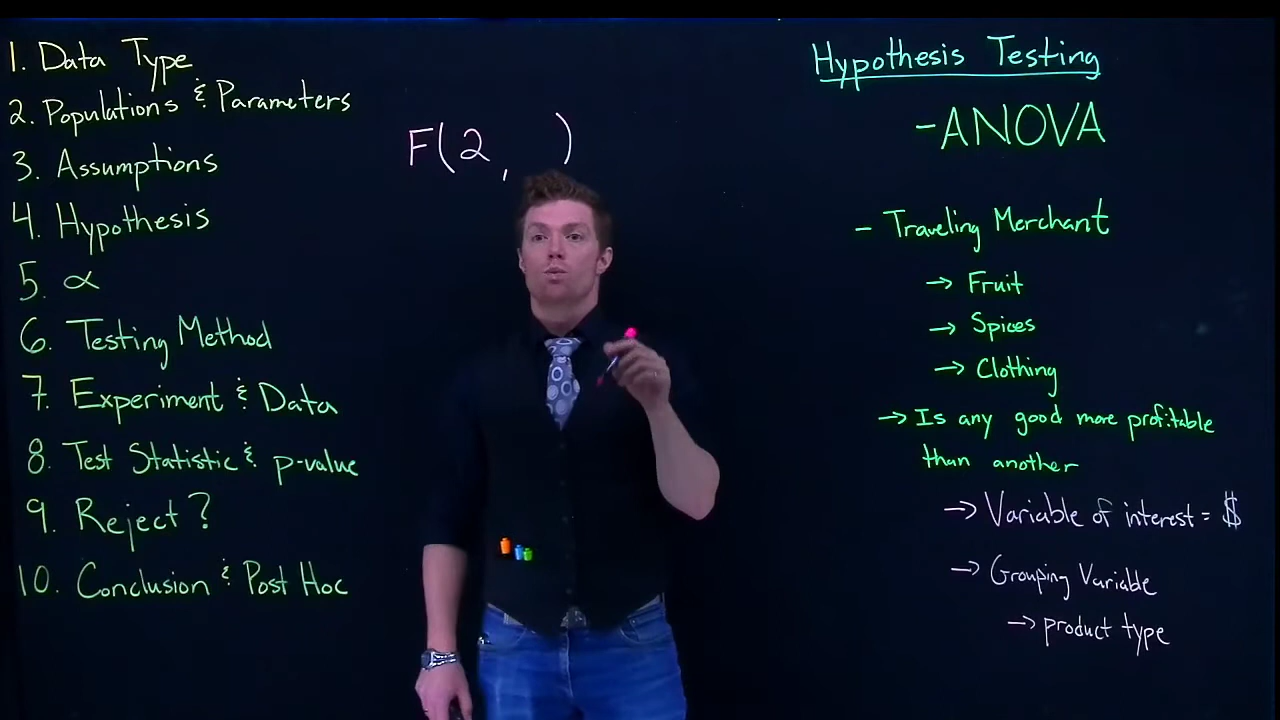 1. Data Type
2. Populations & Parameters
3. Assumptions
4. Hypothesis
5. α
6. Testing Method
7. Experiment & Data
8. Test Statistic & p-value
9. Reject?
10. Conclusion & Post Hoc
F(2, )
Hypothesis Testing
-ANOVA
- Traveling Merchant
→ Fruit
→ Spices
→ Clothing
→ Is any good more profitable
than another
→ Variable of interest = $
→ Grouping Variable
→ product type